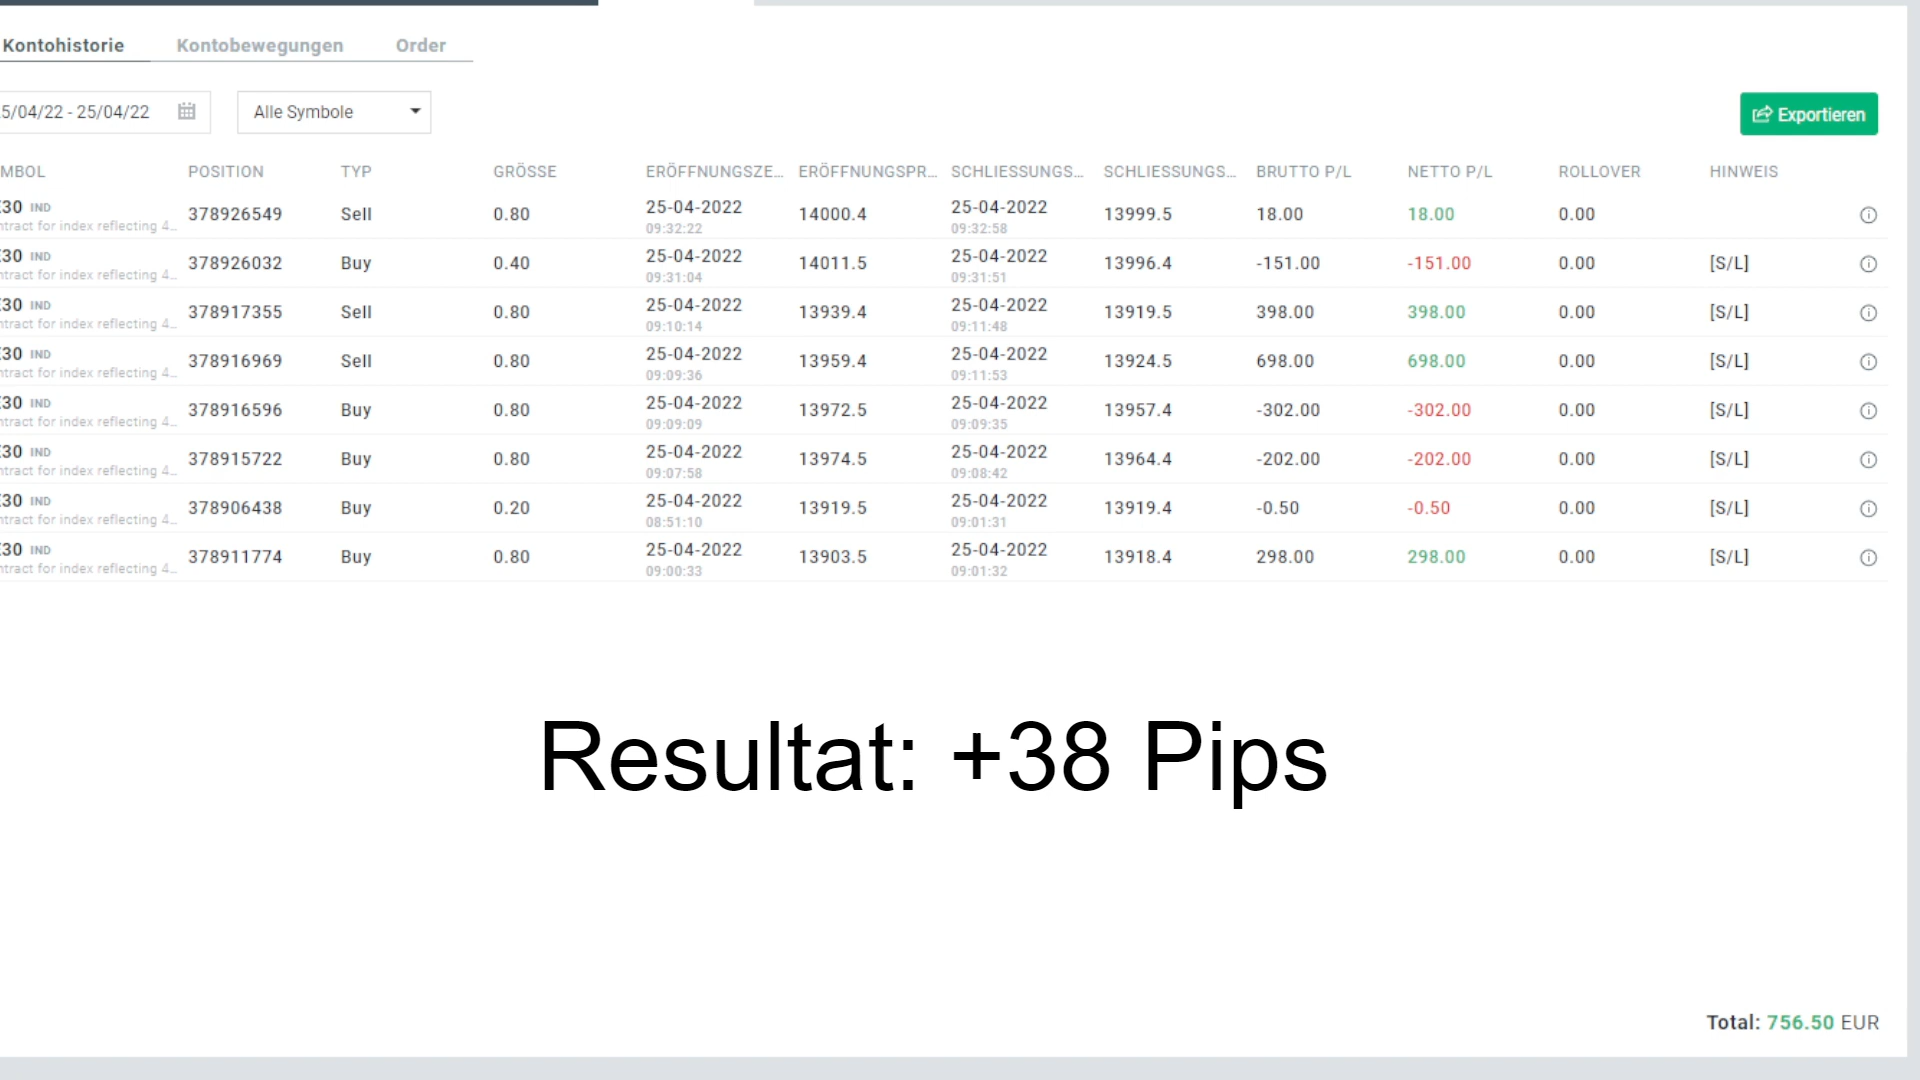 Kontohistorie Kontobewegungen Order
5/04/22 - 25/04/22 Alle Symbole Exportieren
MBOL POSITION TYP GRÖSSE ERÖFFNUNGSZE... ERÖFFNUNGSPR... SCHLIESSUNGS... SCHLIESSUNGS... BRUTTO P/L NETTO P/L ROLLOVER HINWEIS
E30 IND 378926549 Sell 0.80 25-04-2022 14000.4 25-04-2022 13999.5 18.00 18.00 0.00
ntract for index reflecting 4... 09:32:22 09:32:58
E30 IND 378926032 Buy 0.40 25-04-2022 14011.5 25-04-2022 13996.4 -151.00 -151.00 0.00 [S/L]
ntract for index reflecting 4... 09:31:04 09:31:51
E30 IND 378917355 Sell 0.80 25-04-2022 13939.4 25-04-2022 13919.5 398.00 398.00 0.00 [S/L]
ntract for index reflecting 4... 09:10:14 09:11:48
E30 IND 378916969 Sell 0.80 25-04-2022 13959.4 25-04-2022 13924.5 698.00 698.00 0.00 [S/L]
ntract for index reflecting 4... 09:09:36 09:11:53
E30 IND 378916596 Buy 0.80 25-04-2022 13972.5 25-04-2022 13957.4 -302.00 -302.00 0.00 [S/L]
ntract for index reflecting 4... 09:09:09 09:09:35
E30 IND 378915722 Buy 0.80 25-04-2022 13974.5 25-04-2022 13964.4 -202.00 -202.00 0.00 [S/L]
ntract for index reflecting 4... 09:07:58 09:08:42
E30 IND 378906438 Buy 0.20 25-04-2022 13919.5 25-04-2022 13919.4 -0.50 -0.50 0.00 [S/L]
ntract for index reflecting 4... 08:51:10 09:01:31
E30 IND 378911774 Buy 0.80 25-04-2022 13903.5 25-04-2022 13918.4 298.00 298.00 0.00 [S/L]
ntract for index reflecting 4... 09:00:33 09:01:32
Resultat: +38 Pips
Total: 756.50 EUR